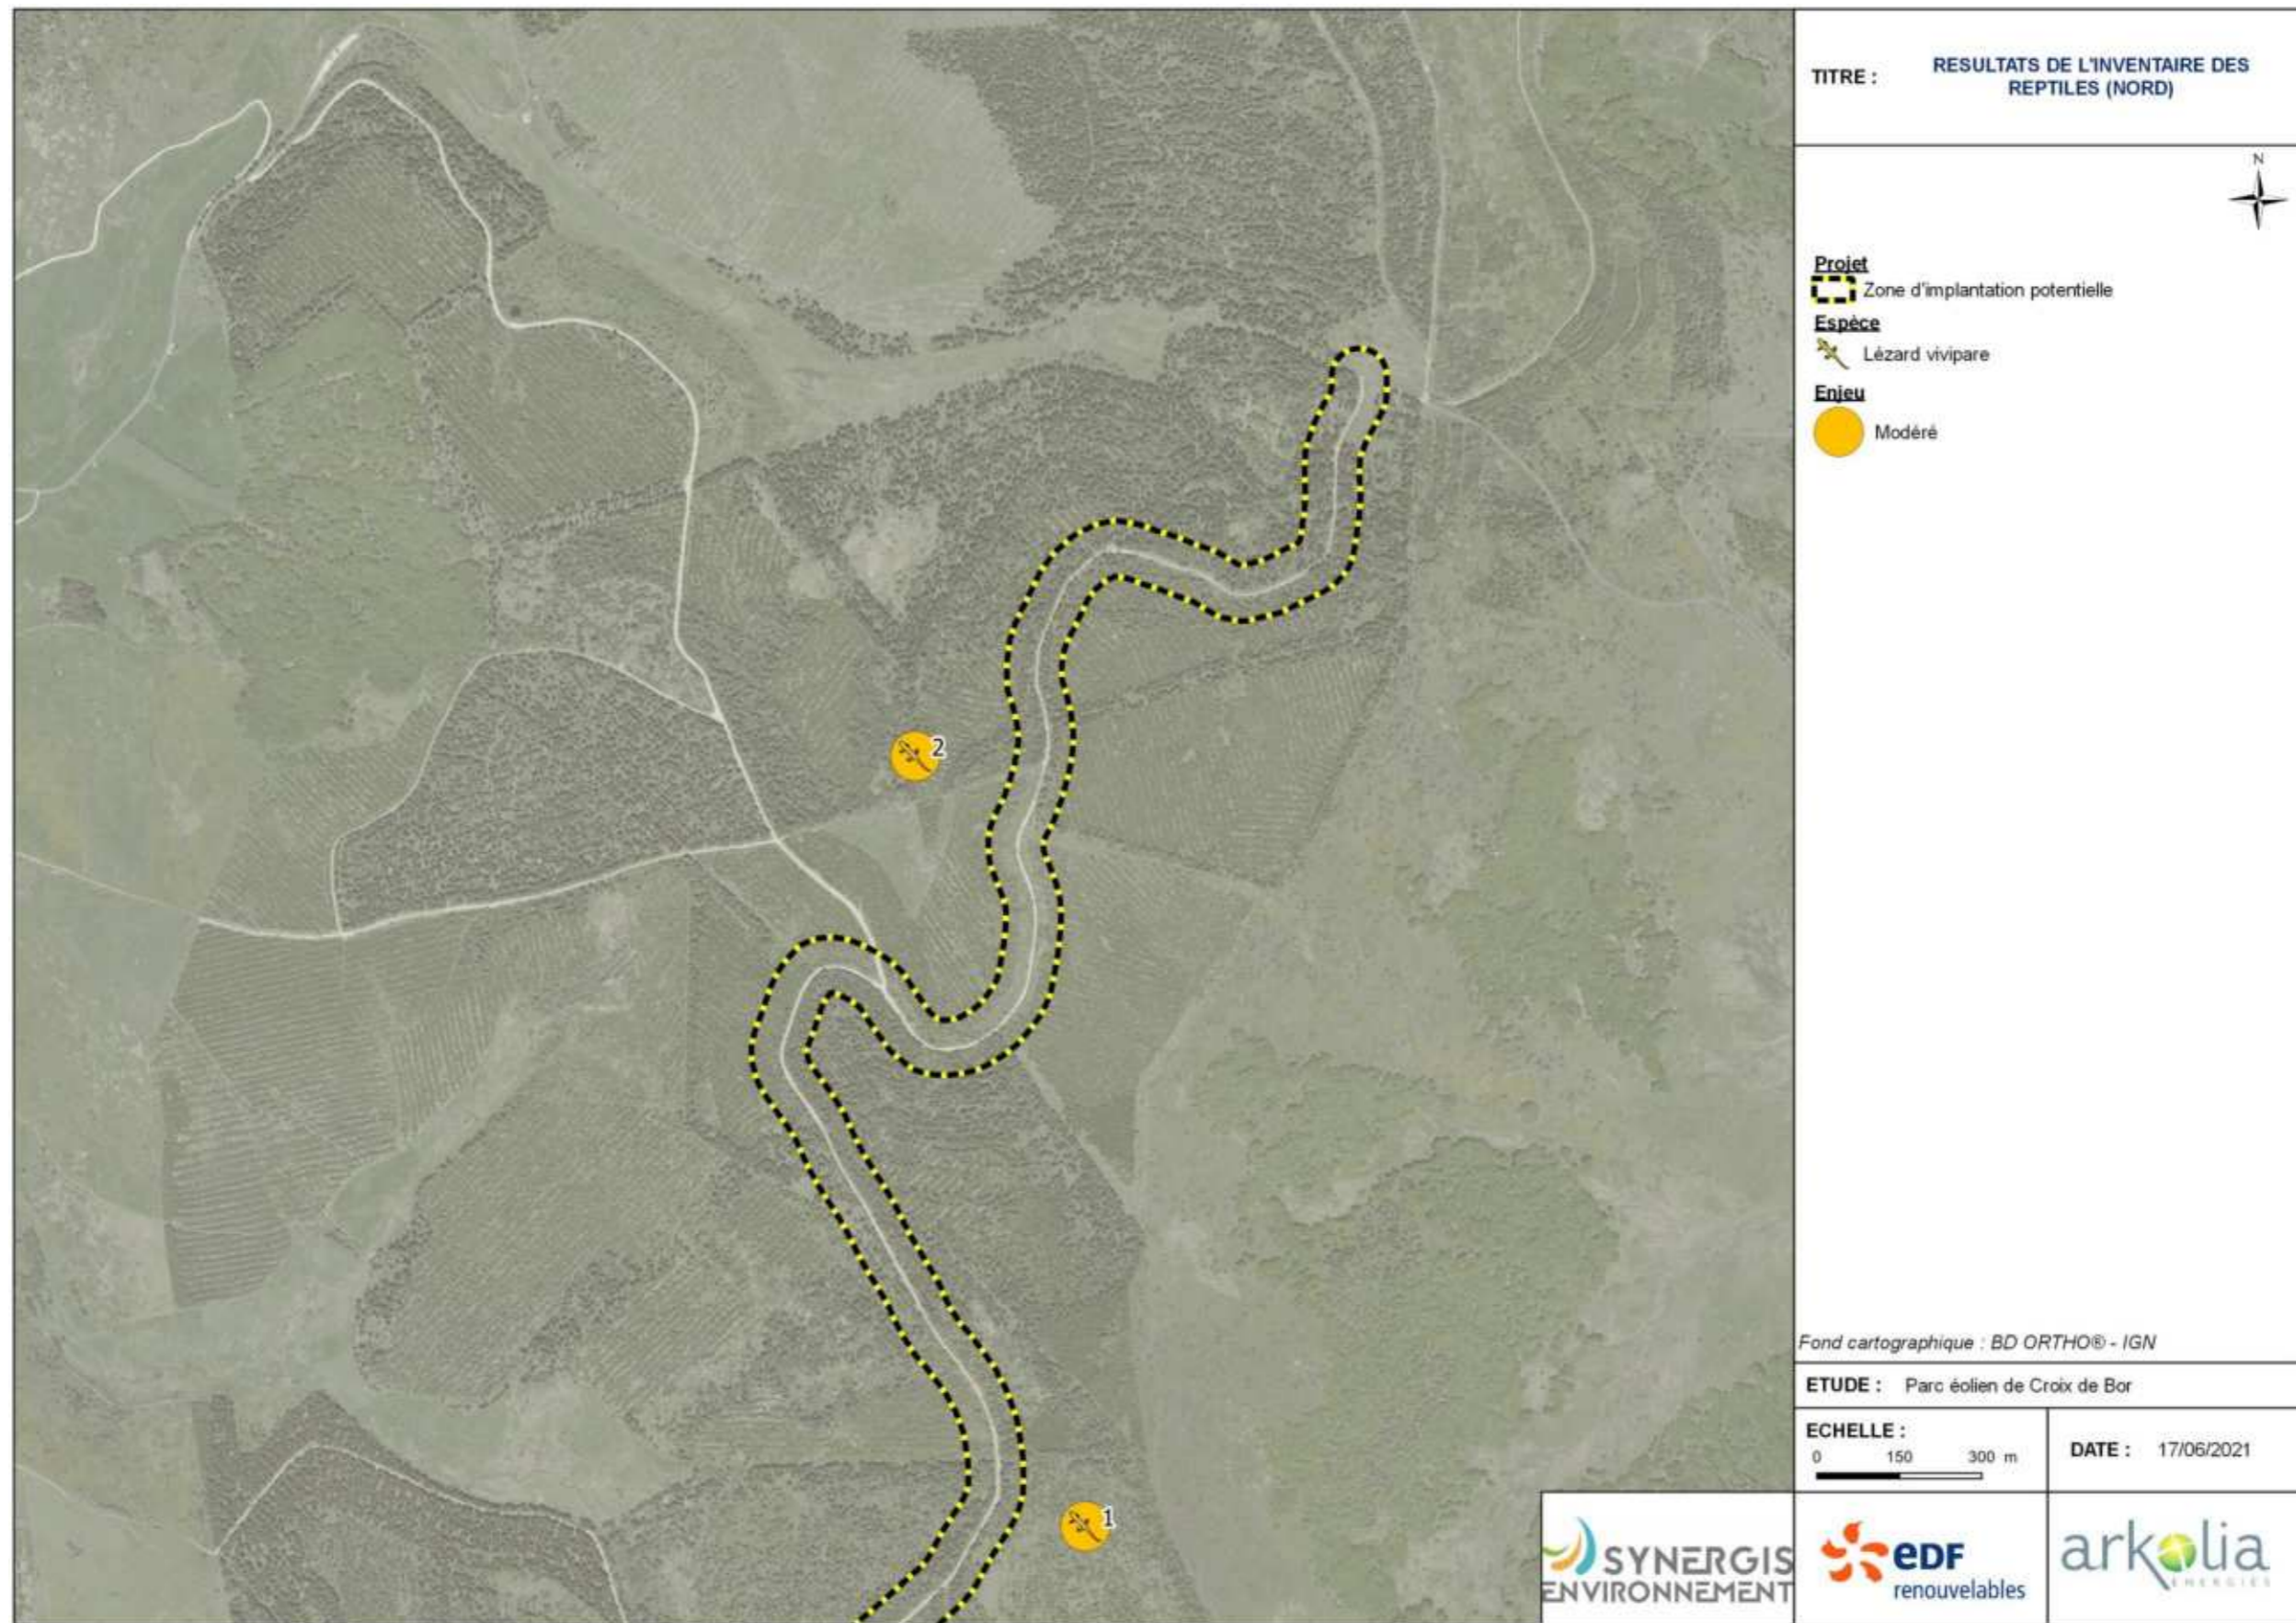 TITRE :
RESULTATS DE L'INVENTAIRE DES
REPTILES (NORD)
N
Projet
Zone d'implantation potentielle
Espèce
Lézard vivipare
Enjeu
Modéré
2
1
Fond cartographique : BD ORTHO® - IGN
ETUDE : Parc éolien de Croix de Bor
ECHELLE :
0 150 300 m
DATE : 17/06/2021
SYNERGIS
ENVIRONNEMENT
eDF
renouvelables
arkolia
ENERGIES